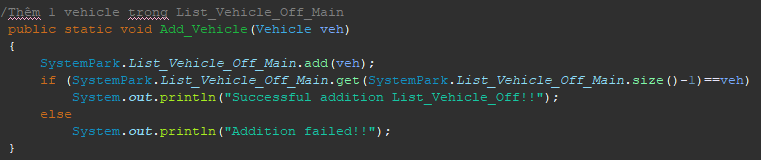 /Thêm 1 vehicle trong List_Vehicle_Off_Main
public static void Add_Vehicle(Vehicle veh)
{
SystemPark.List_Vehicle_Off_Main.add(veh);
if (SystemPark.List_Vehicle_Off_Main.get(SystemPark.List_Vehicle_Off_Main.size()-1)==veh)
System.out.println("Successful addition List_Vehicle_Off!!");
else
System.out.println("Addition failed!!");
}